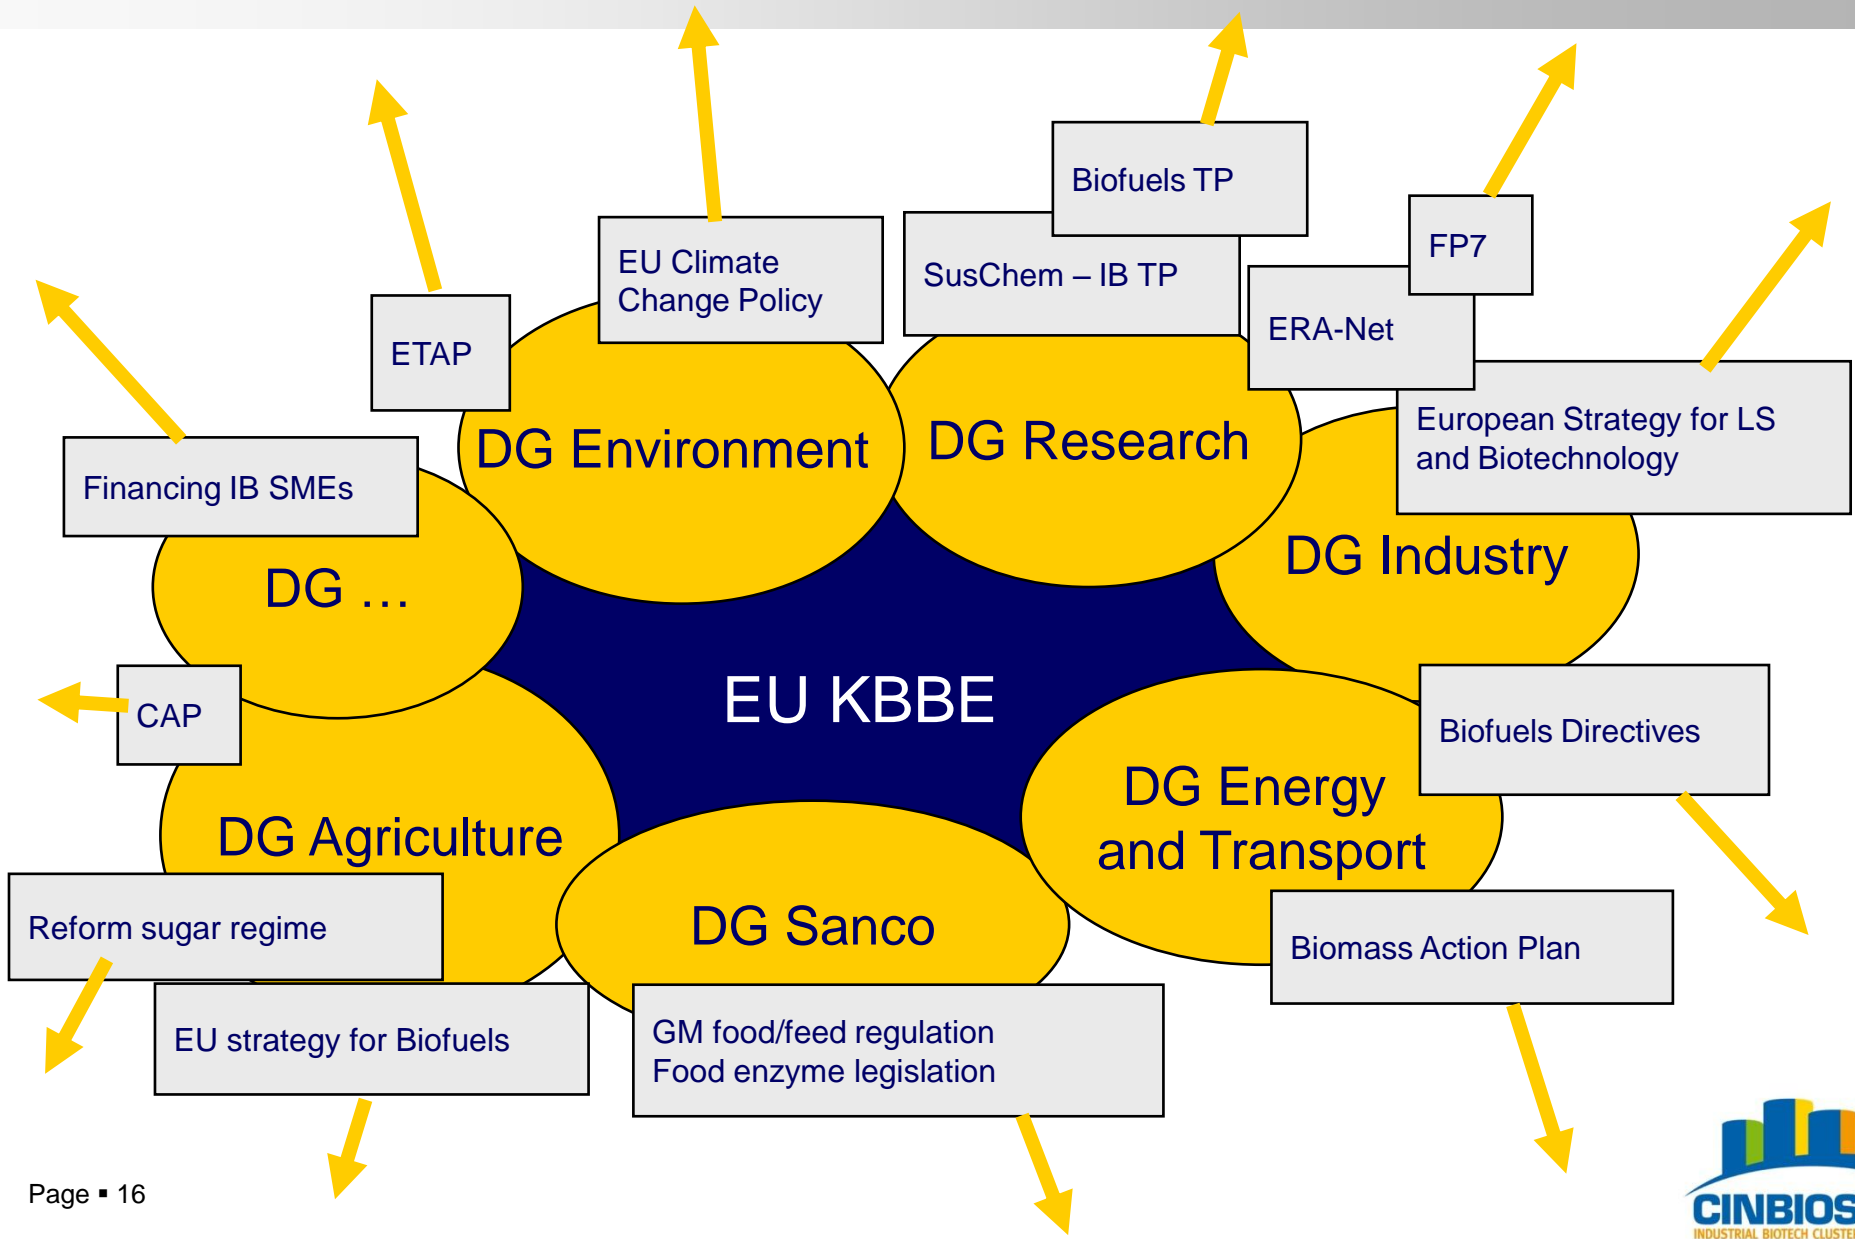 Biofuels TP
FP7
EU Climate
Change Policy
SusChem – IB TP
ERA-Net
ETAP
European Strategy for LS
and Biotechnology
DG Environment
DG Research
Financing IB SMEs
DG Industry
DG …
EU KBBE
CAP
Biofuels Directives
DG Energy
and Transport
DG Agriculture
DG Sanco
Reform sugar regime
Biomass Action Plan
EU strategy for Biofuels
GM food/feed regulation
Food enzyme legislation
Page ▪ 16
CINBIOS
INDUSTRIAL BIOTECH CLUSTE